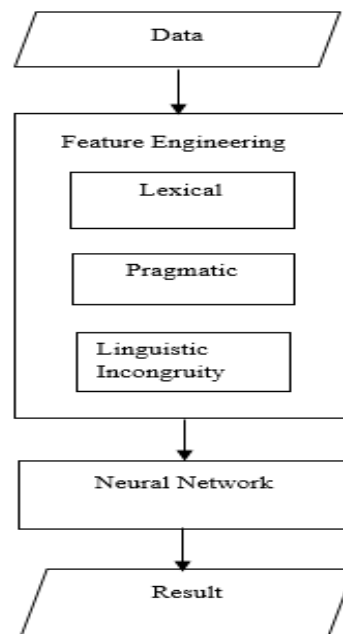 Data
Feature Engineering
Lexical
Pragmatic
Linguistic
Incongruity
Neural Network
Result